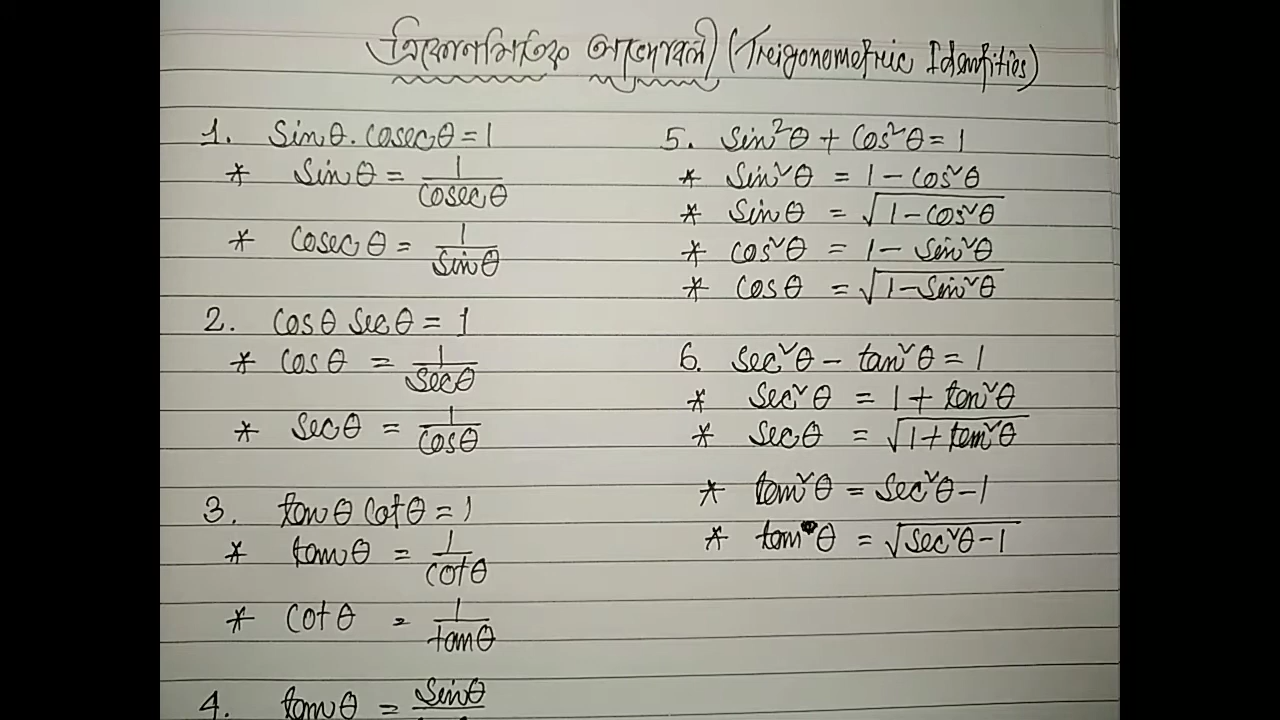 ত্রিকোণমিতিক অভেদাবলী (Treigonometric Identities)
1. sinθ.cosecθ=1
* sinθ = 1/cosecθ
* cosecθ = 1/sinθ
2. cosθ secθ = 1
* cosθ = 1/secθ
* secθ = 1/cosθ
3. tanθ cotθ = 1
* tanθ = 1/cotθ
* cotθ = 1/tanθ
4. tanθ = sinθ
5. sin²θ + cos²θ = 1
* sin²θ = 1 - cos²θ
* sinθ = √(1 - cos²θ)
* cos²θ = 1 - sin²θ
* cosθ = √(1 - sin²θ)
6. sec²θ - tan²θ = 1
* sec²θ = 1 + tan²θ
* secθ = √(1 + tan²θ)
* tan²θ = sec²θ - 1
* tanθ = √(sec²θ - 1)